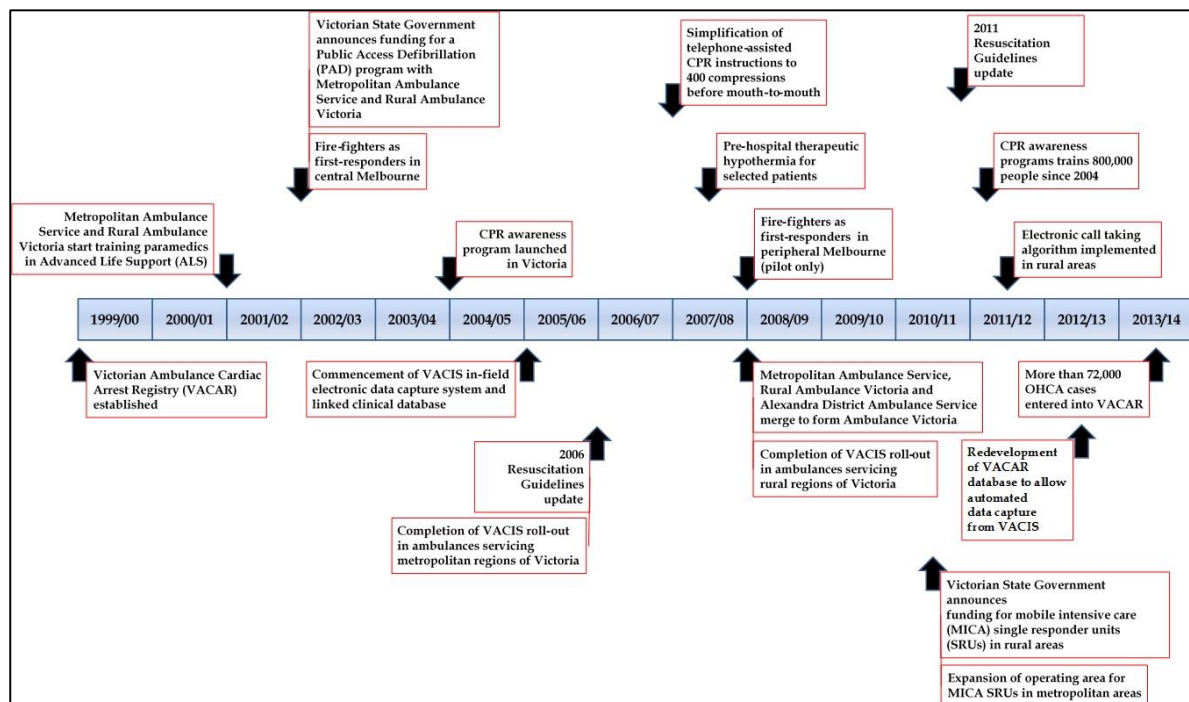 Victorian State Government
announces funding for a
Public Access Defibrillation
(PAD) program with
Metropolitan Ambulance
Service and Rural Ambulance
Victoria
Fire-fighters as
first-responders in
central Melbourne
Metropolitan Ambulance
Service and Rural Ambulance
Victoria start training paramedics
in Advanced Life Support (ALS)
CPR awareness
program launched
in Victoria
Simplification of
telephone-assisted
CPR instructions to
400 compressions
before mouth-to-mouth
Pre-hospital therapeutic
hypothermia for
selected patients
Fire-fighters as
first-responders in
peripheral Melbourne
(pilot only)
2011
Resuscitation
Guidelines
update
CPR awareness
programs trains 800,000
people since 2004
Electronic call taking
algorithm implemented
in rural areas
1999/00 2000/01 2001/02 2002/03 2003/04 2004/05 2005/06 2006/07 2007/08 2008/09 2009/10 2010/11 2011/12 2012/13 2013/14
Victorian Ambulance Cardiac
Arrest Registry (VACAR)
established
Commencement of VACIS in-field
electronic data capture system and
linked clinical database
2006
Resuscitation
Guidelines
update
Completion of VACIS roll-out
in ambulances servicing
metropolitan regions of Victoria
Metropolitan Ambulance Service,
Rural Ambulance Victoria and
Alexandra District Ambulance Service
merge to form Ambulance Victoria
Completion of VACIS roll-out
in ambulances servicing
rural regions of Victoria
More than 72,000
OHCA cases
entered into VACAR
Redevelopment
of VACAR
database to allow
automated
data capture
from VACIS
Victorian State Government
announces
funding for mobile intensive care
(MICA) single responder units
(SRUs) in rural areas
Expansion of operating area for
MICA SRUs in metropolitan areas